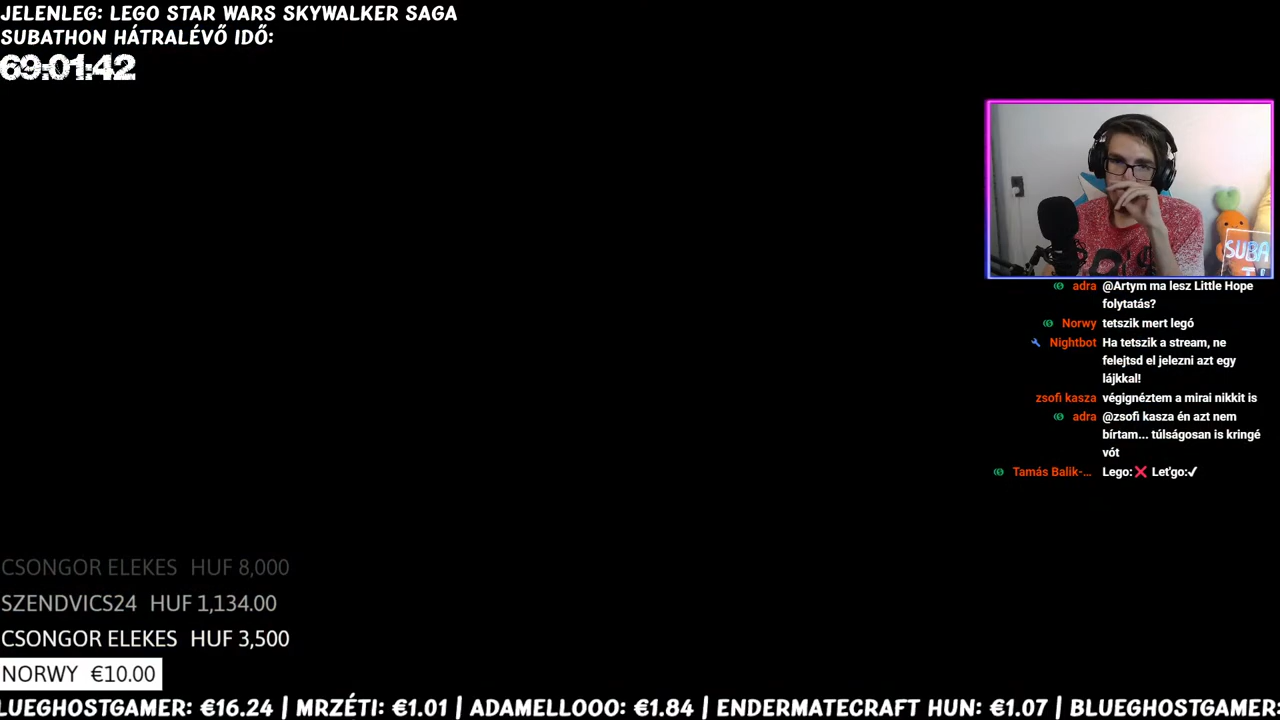 JELENLEG: LEGO STAR WARS SKYWALKER SAGA
SUBATHON HÁTRALÉVŐ IDŐ:
69:01:42
SUBA
adra @Artym ma lesz Little Hope
folytatás?
Norwy tetszik mert legó
Nightbot Ha tetszik a stream, ne
felejtsd el jelezni azt egy
lájkkal!
zsofi kasza végignéztem a mirai nikkit is
adra @zsofi kasza én azt nem
bírtam... túlságosan is kringé
vót
Tamás Balik-... Lego:❌ Let'go:✔
CSONGOR ELEKES HUF 8,000
SZENDVICS24 HUF 1,134.00
CSONGOR ELEKES HUF 3,500
NORWY €10.00
LUEGHOSTGAMER: €16.24 | MRZÉTI: €1.01 | ADAMELLOOO: €1.84 | ENDERMATECRAFT HUN: €1.07 | BLUEGHOSTGAMER: